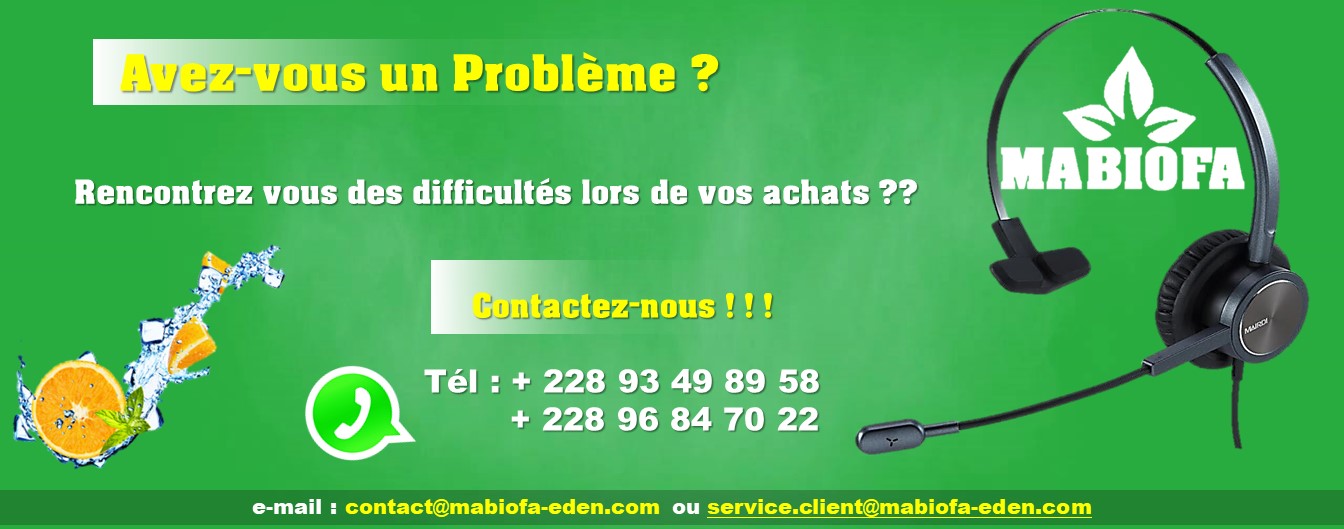 Avez-vous un Problème ?
MABIOFA
Rencontrez vous des difficultés lors de vos achats ??
Contactez-nous ! ! !
MAIRDI
Tél : + 228 93 49 89 58
+ 228 96 84 70 22
e-mail : contact@mabiofa-eden.com ou service.client@mabiofa-eden.com